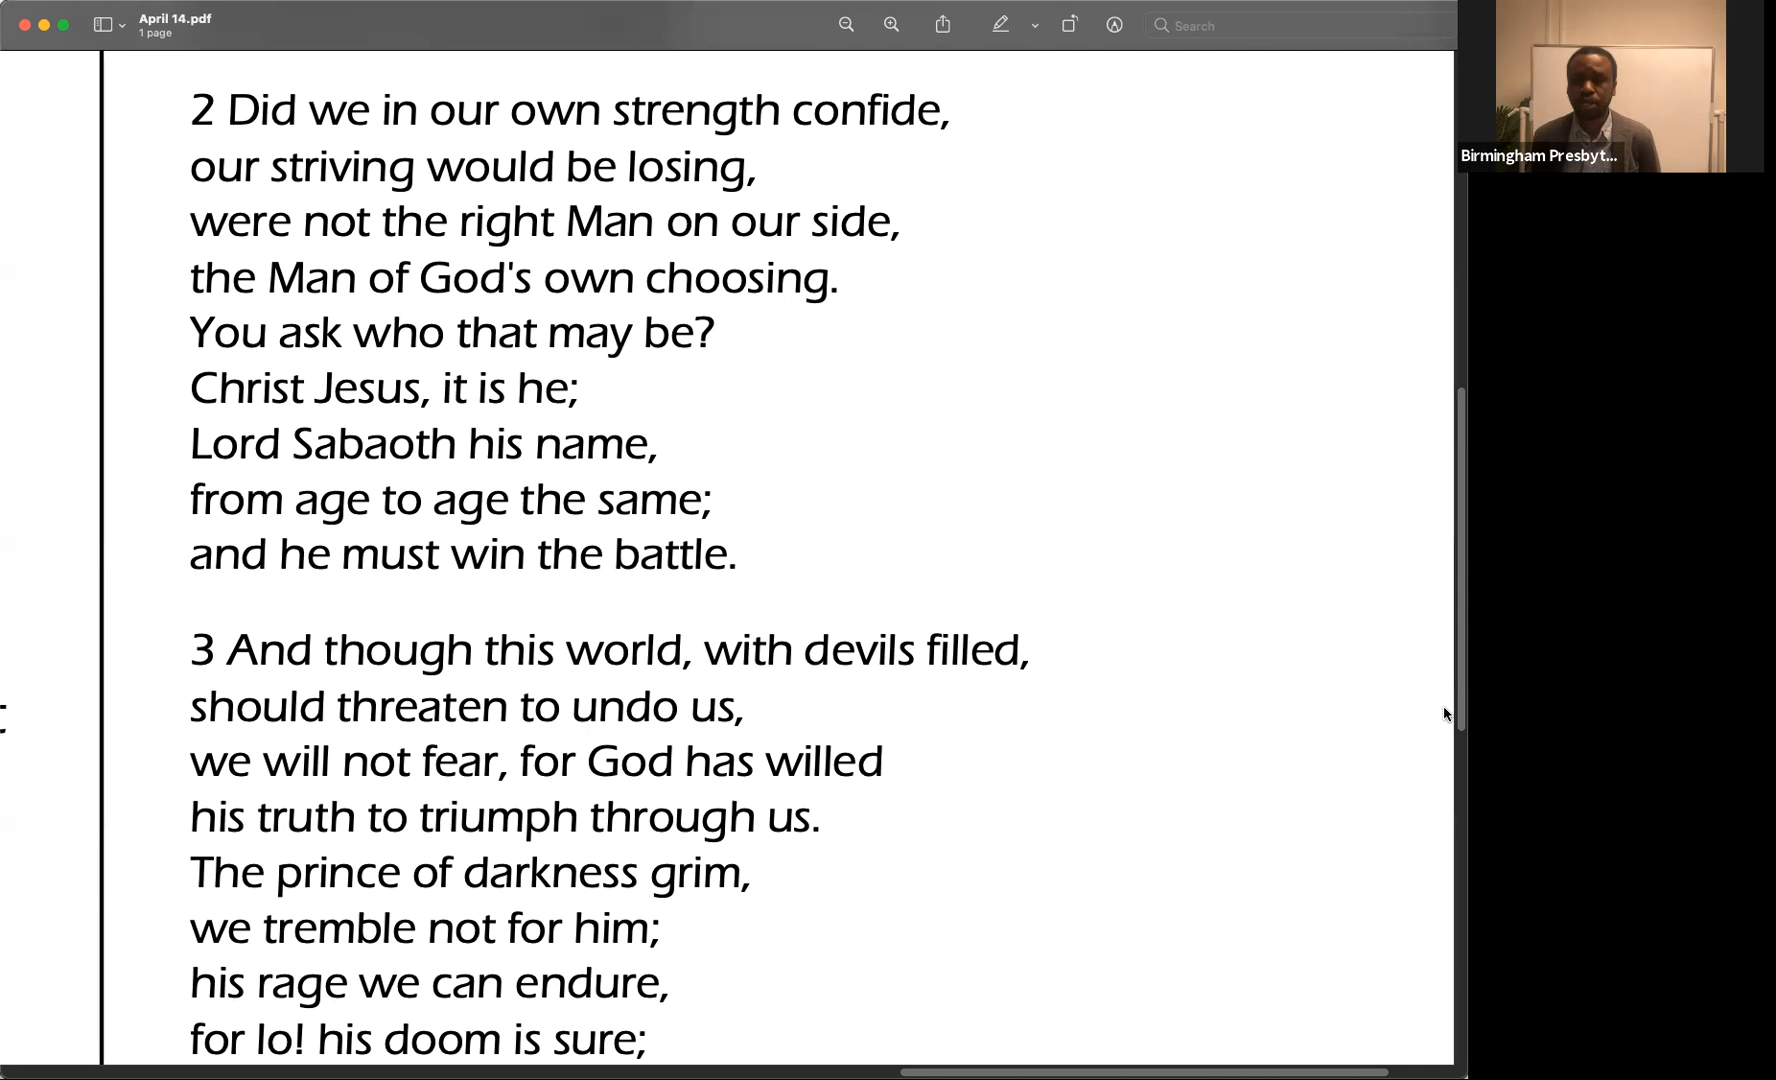 April 14.pdf
1 page
Search
2 Did we in our own strength confide,
our striving would be losing,
were not the right Man on our side,
the Man of God's own choosing.
You ask who that may be?
Christ Jesus, it is he;
Lord Sabaoth his name,
from age to age the same;
and he must win the battle.
3 And though this world, with devils filled,
should threaten to undo us,
we will not fear, for God has willed
his truth to triumph through us.
The prince of darkness grim,
we tremble not for him;
his rage we can endure,
for lo! his doom is sure;
Birmingham Presbyt...